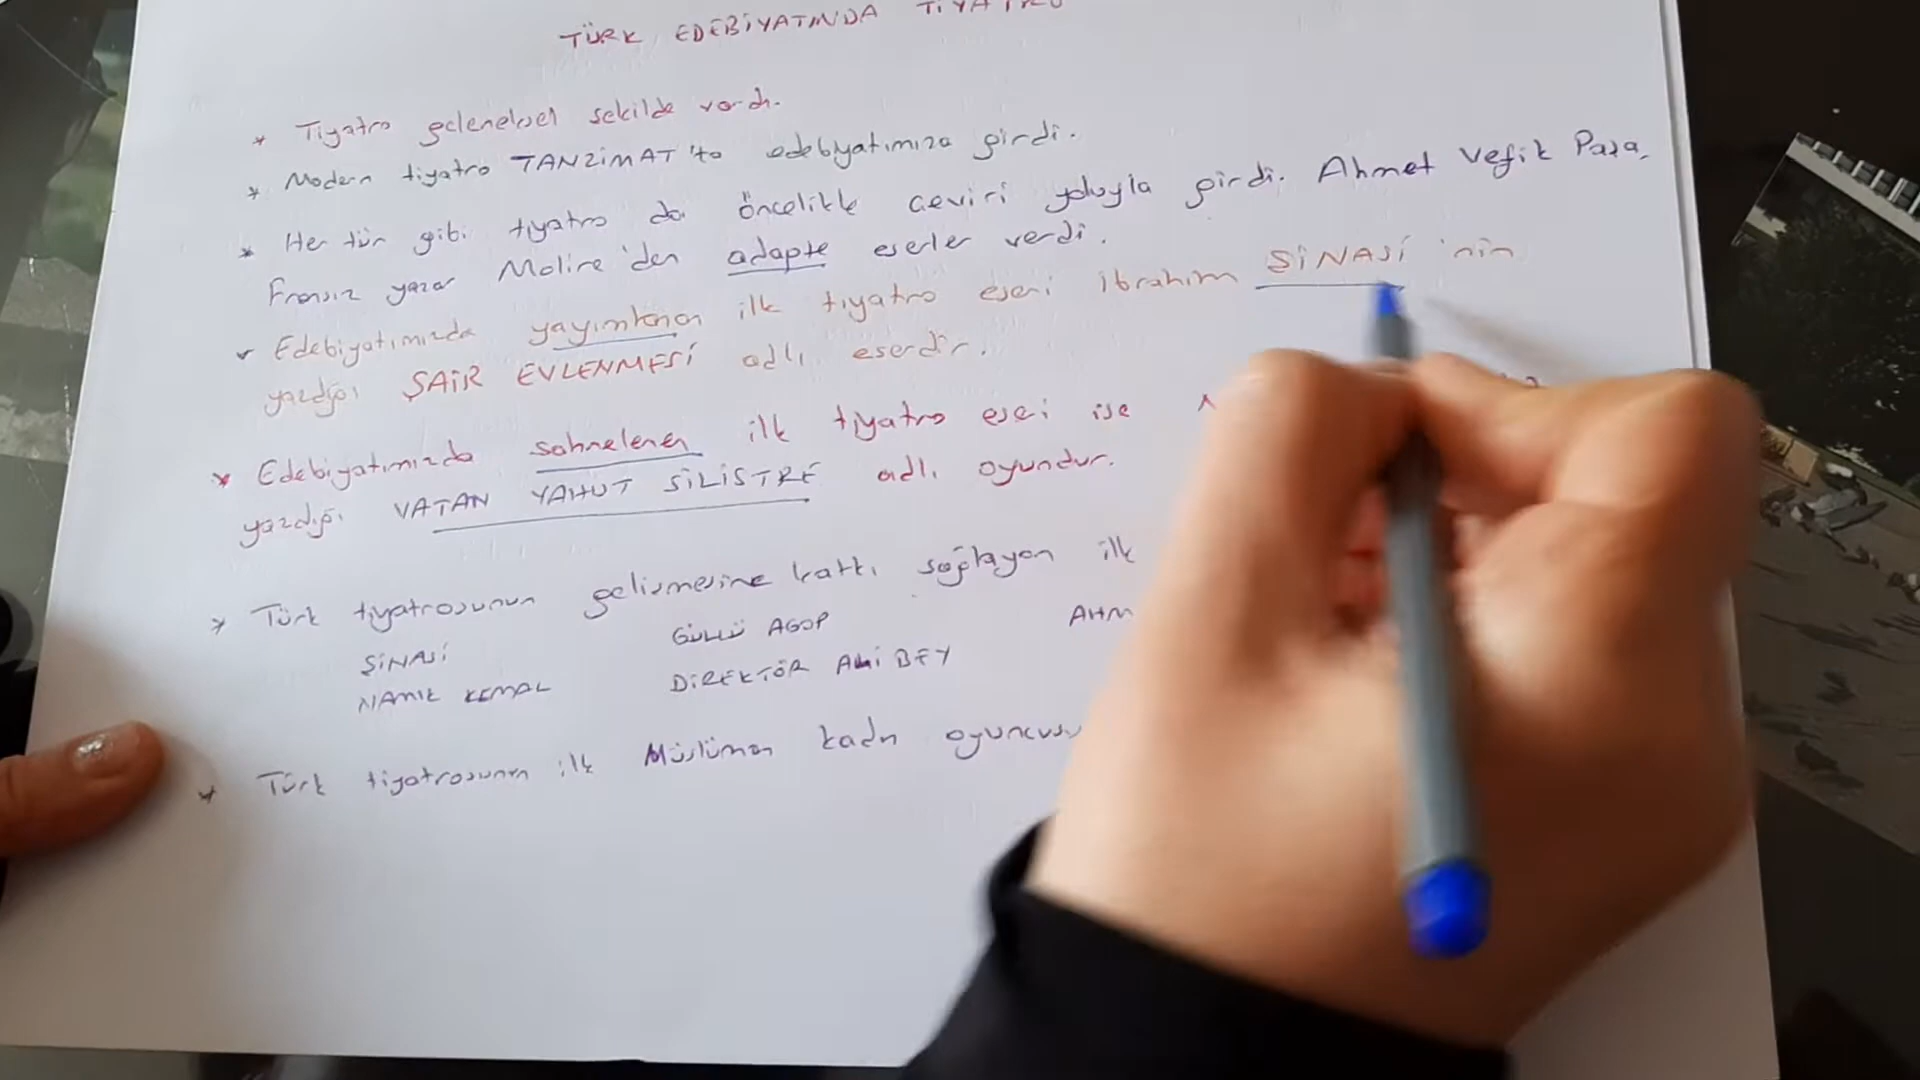 TÜRK EDEBİYATINDA TİYATRO
* Tiyatro geleneksel şekilde vardı.
* Modern tiyatro TANZİMAT'ta edebiyatımıza girdi.
* Her tür gibi tiyatro da öncelikle çeviri yoluyla girdi. Ahmet Vefik Paşa,
Fransız yazar Molire'den adapte eserler verdi.
* Edebiyatımızda yayımlanan ilk tiyatro eseri İbrahim ŞİNASİ'nin
yazdığı ŞAİR EVLENMESİ adlı eserdir.
* Edebiyatımızda sahnelenen ilk tiyatro eseri ise
yazdığı VATAN YAHUT SİLİSTRE adlı oyundur.
* Türk tiyatrosunun gelişmesine katkı sağlayan ilk
ŞİNASİ GÜLLÜ AGOP AHM
NAMIK KEMAL DİREKTÖR ALİ BEY
* Türk tiyatrosunun ilk Müslüman kadın oyuncusu